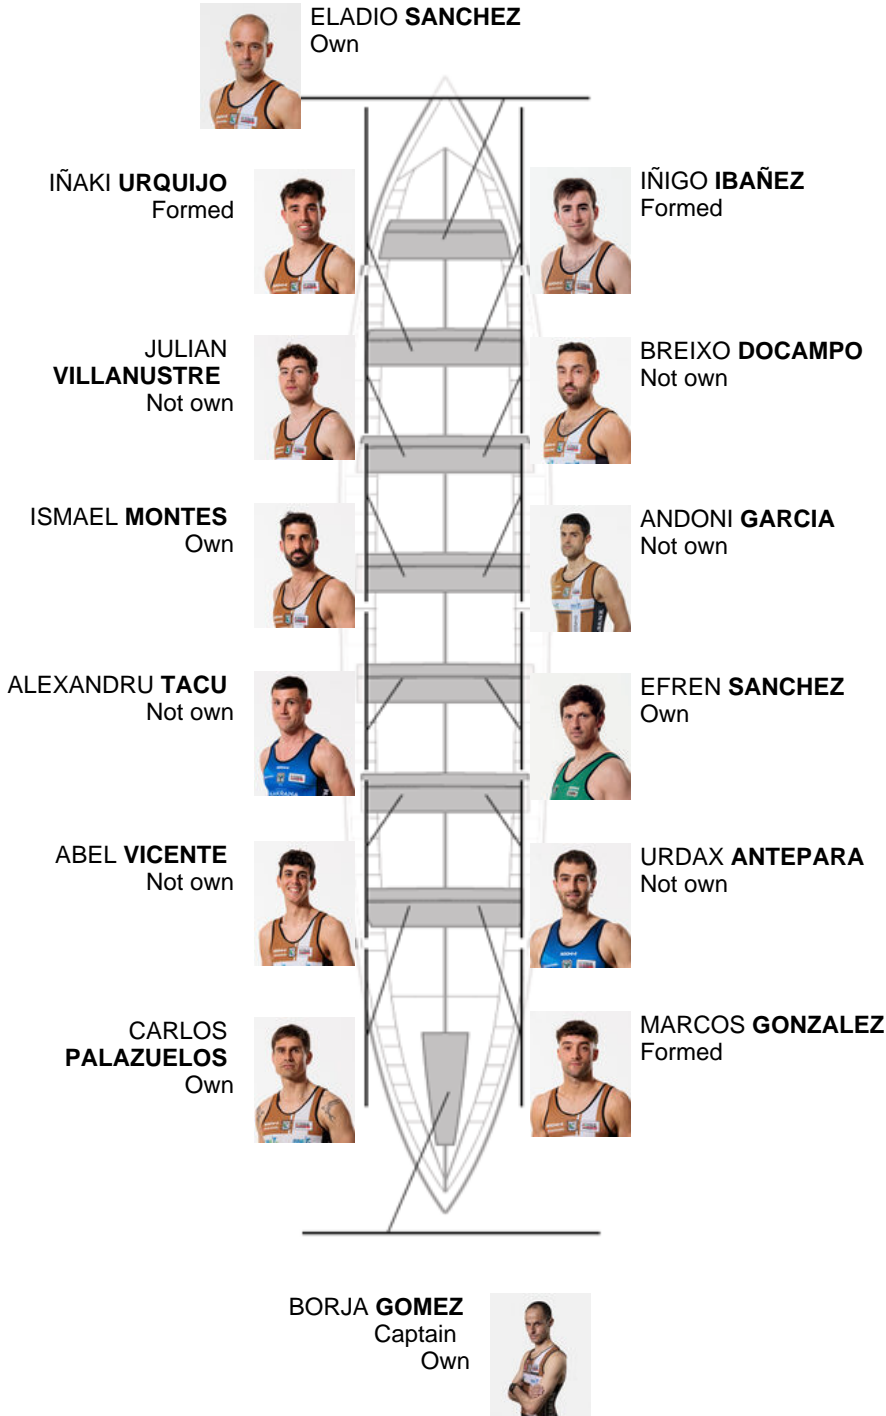 ELADIO SANCHEZ
Own
IÑAKI URQUIJO
Formed
IÑIGO IBAÑEZ
Formed
JULIAN
VILLANUSTRE
Not own
BREIXO DOCAMPO
Not own
ISMAEL MONTES
Own
ANDONI GARCIA
Not own
ALEXANDRU TACU
Not own
EFREN SANCHEZ
Own
ABEL VICENTE
Not own
URDAX ANTEPARA
Not own
CARLOS
PALAZUELOS
Own
MARCOS GONZALEZ
Formed
BORJA GOMEZ
Captain
Own